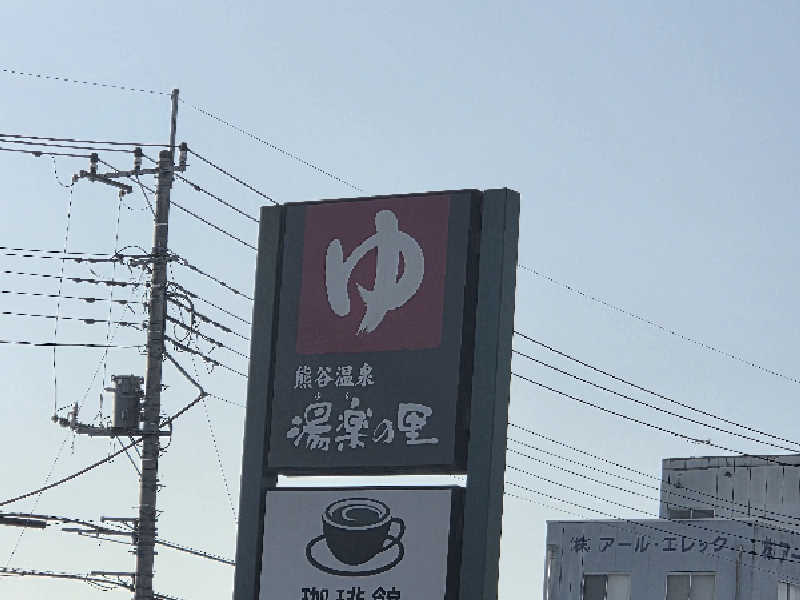 ゆ
熊谷温泉
湯楽の里
珈琲館
㈱アール・エレック